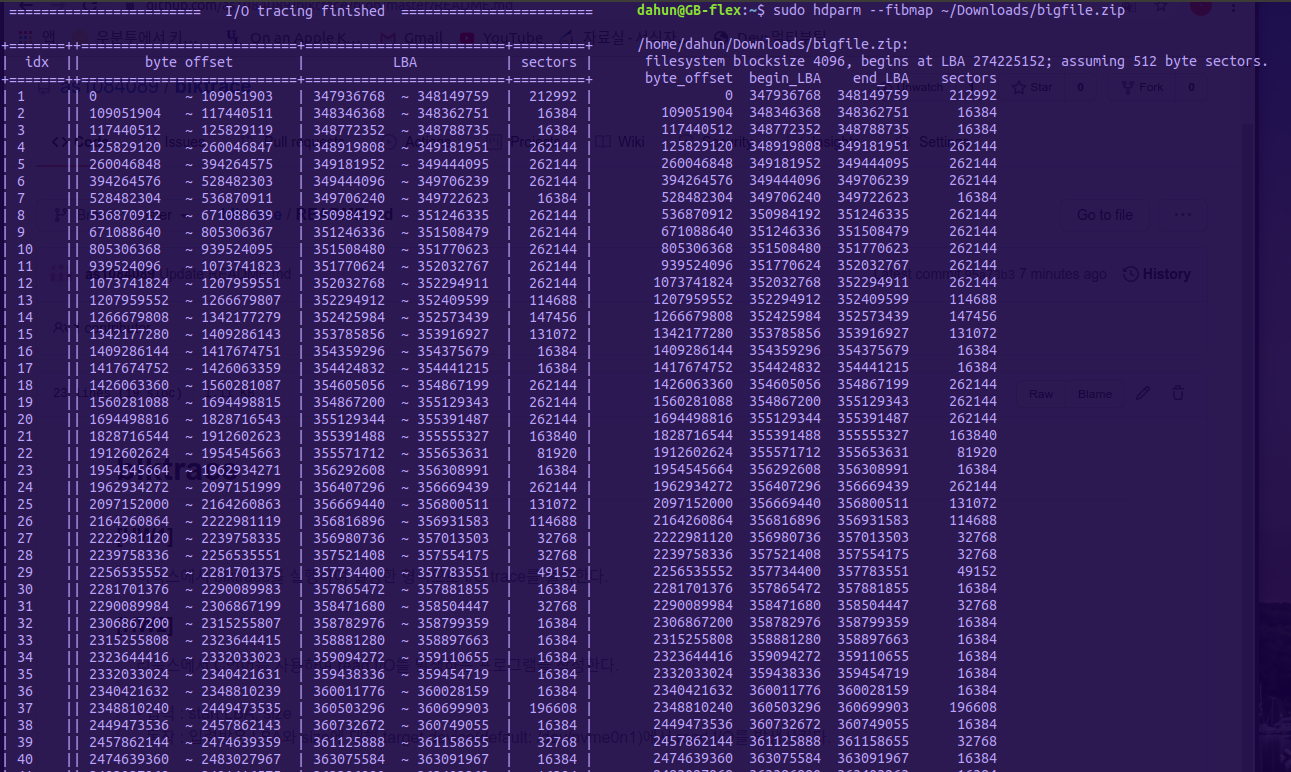 ======================= I/O tracing finished =======================
idx || byte offset | LBA | sectors
1 || 0 ~ 109051903 | 347936768 ~ 348149759 | 212992
2 || 109051904 ~ 117440511 | 348346368 ~ 348362751 | 16384
3 || 117440512 ~ 125829119 | 348772352 ~ 348788735 | 16384
4 || 125829120 ~ 260046847 | 348919808 ~ 349181951 | 262144
5 || 260046848 ~ 394264575 | 349181952 ~ 349444095 | 262144
6 || 394264576 ~ 528482303 | 349444096 ~ 349706239 | 262144
7 || 528482304 ~ 536870911 | 349706240 ~ 349722623 | 16384
8 || 536870912 ~ 671088639 | 350984192 ~ 351246335 | 262144
9 || 671088640 ~ 805306367 | 351246336 ~ 351508479 | 262144
10 || 805306368 ~ 939524095 | 351508480 ~ 351770623 | 262144
11 || 939524096 ~ 1073741823 | 351770624 ~ 352032767 | 262144
12 || 1073741824 ~ 1207959551 | 352032768 ~ 352294911 | 262144
13 || 1207959552 ~ 1266679807 | 352294912 ~ 352409599 | 114688
14 || 1266679808 ~ 1342177279 | 352425984 ~ 352573439 | 147456
15 || 1342177280 ~ 1409286143 | 353785856 ~ 353916927 | 131072
16 || 1409286144 ~ 1417674751 | 354359296 ~ 354375679 | 16384
17 || 1417674752 ~ 1426063359 | 354424832 ~ 354441215 | 16384
18 || 1426063360 ~ 1560281087 | 354605056 ~ 354867199 | 262144
19 || 1560281088 ~ 1694498815 | 354867200 ~ 355129343 | 262144
20 || 1694498816 ~ 1828716543 | 355129344 ~ 355391487 | 262144
21 || 1828716544 ~ 1912602623 | 355391488 ~ 355555327 | 163840
22 || 1912602624 ~ 1954545663 | 355571712 ~ 355653631 | 81920
23 || 1954545664 ~ 1962934271 | 356292608 ~ 356308991 | 16384
24 || 1962934272 ~ 2097151999 | 356407296 ~ 356669439 | 262144
25 || 2097152000 ~ 2164260863 | 356669440 ~ 356800511 | 131072
26 || 2164260864 ~ 2222981119 | 356816896 ~ 356931583 | 114688
27 || 2222981120 ~ 2239758335 | 356980736 ~ 357013503 | 32768
28 || 2239758336 ~ 2256535551 | 357521408 ~ 357554175 | 32768
29 || 2256535552 ~ 2281701375 | 357734400 ~ 357783551 | 49152
30 || 2281701376 ~ 2290089983 | 357865472 ~ 357881855 | 16384
31 || 2290089984 ~ 2306867199 | 358471680 ~ 358504447 | 32768
32 || 2306867200 ~ 2315255807 | 358782976 ~ 358799359 | 16384
33 || 2315255808 ~ 2323644415 | 358881280 ~ 358897663 | 16384
34 || 2323644416 ~ 2332033023 | 359094272 ~ 359110655 | 16384
35 || 2332033024 ~ 2340421631 | 359438336 ~ 359454719 | 16384
36 || 2340421632 ~ 2348810239 | 360011776 ~ 360028159 | 16384
37 || 2348810240 ~ 2449473535 | 360503296 ~ 360699903 | 196608
38 || 2449473536 ~ 2457862143 | 360732672 ~ 360749055 | 16384
39 || 2457862144 ~ 2474639359 | 361125888 ~ 361158655 | 32768
40 || 2474639360 ~ 2483027967 | 363075584 ~ 363091967 | 16384
dahun@GB-flex:~$ sudo hdparm --fibmap ~/Downloads/bigfile.zip
/home/dahun/Downloads/bigfile.zip:
filesystem blocksize 4096, begins at LBA 274225152; assuming 512 byte sectors.
byte_offset begin_LBA end_LBA sectors
0 347936768 348149759 212992
109051904 348346368 348362751 16384
117440512 348772352 348788735 16384
125829120 348919808 349181951 262144
260046848 349181952 349444095 262144
394264576 349444096 349706239 262144
528482304 349706240 349722623 16384
536870912 350984192 351246335 262144
671088640 351246336 351508479 262144
805306368 351508480 351770623 262144
939524096 351770624 352032767 262144
1073741824 352032768 352294911 262144
1207959552 352294912 352409599 114688
1266679808 352425984 352573439 147456
1342177280 353785856 353916927 131072
1409286144 354359296 354375679 16384
1417674752 354424832 354441215 16384
1426063360 354605056 354867199 262144
1560281088 354867200 355129343 262144
1694498816 355129344 355391487 262144
1828716544 355391488 355555327 163840
1912602624 355571712 355653631 81920
1954545664 356292608 356308991 16384
1962934272 356407296 356669439 262144
2097152000 356669440 356800511 131072
2164260864 356816896 356931583 114688
2222981120 356980736 357013503 32768
2239758336 357521408 357554175 32768
2256535552 357734400 357783551 49152
2281701376 357865472 357881855 16384
2290089984 358471680 358504447 32768
2306867200 358782976 358799359 16384
2315255808 358881280 358897663 16384
2323644416 359094272 359110655 16384
2332033024 359438336 359454719 16384
2340421632 360011776 360028159 16384
2348810240 360503296 360699903 196608
2449473536 360732672 360749055 16384
2457862144 361125888 361158655 32768
2474639360 363075584 363091967 16384
Gmail YouTube
Star 0 Fork 0
Wiki
Go to file
7 minutes ago History
Raw Blame